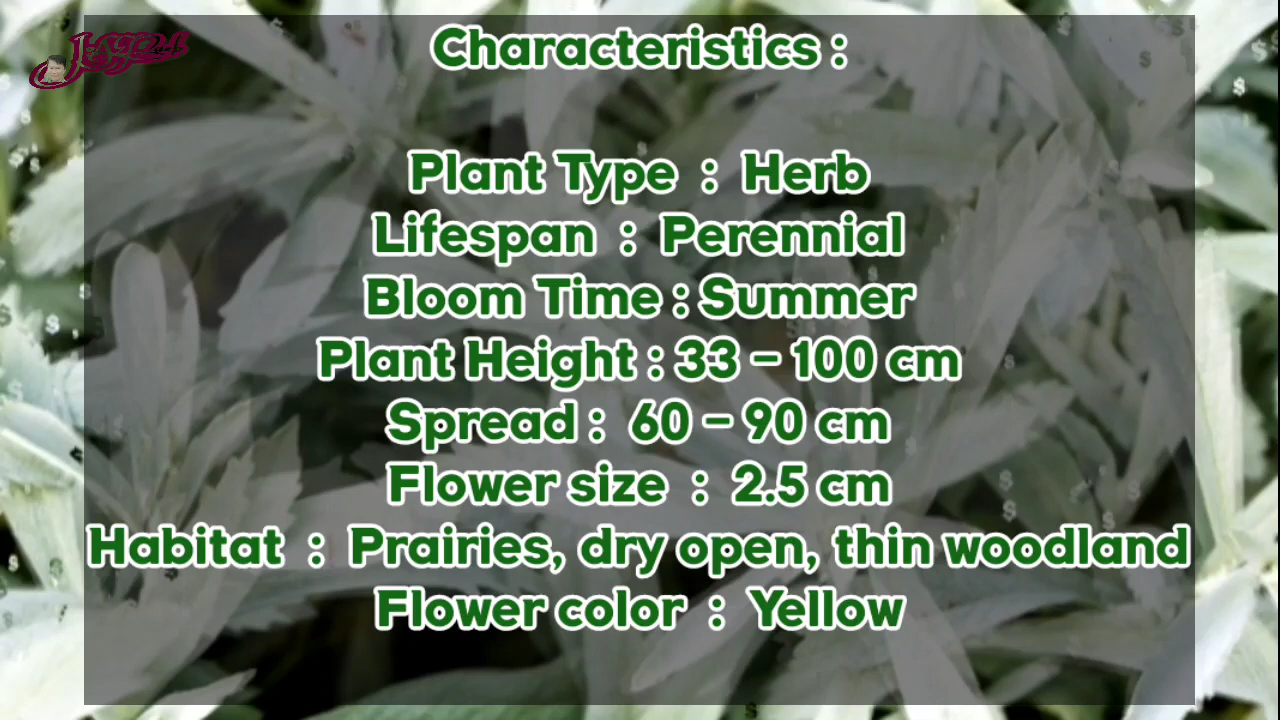 Characteristics :
Plant Type : Herb
Lifespan : Perennial
Bloom Time : Summer
Plant Height : 33 – 100 cm
Spread : 60 – 90 cm
Flower size : 2.5 cm
Habitat : Prairies, dry open, thin woodland
Flower color : Yellow